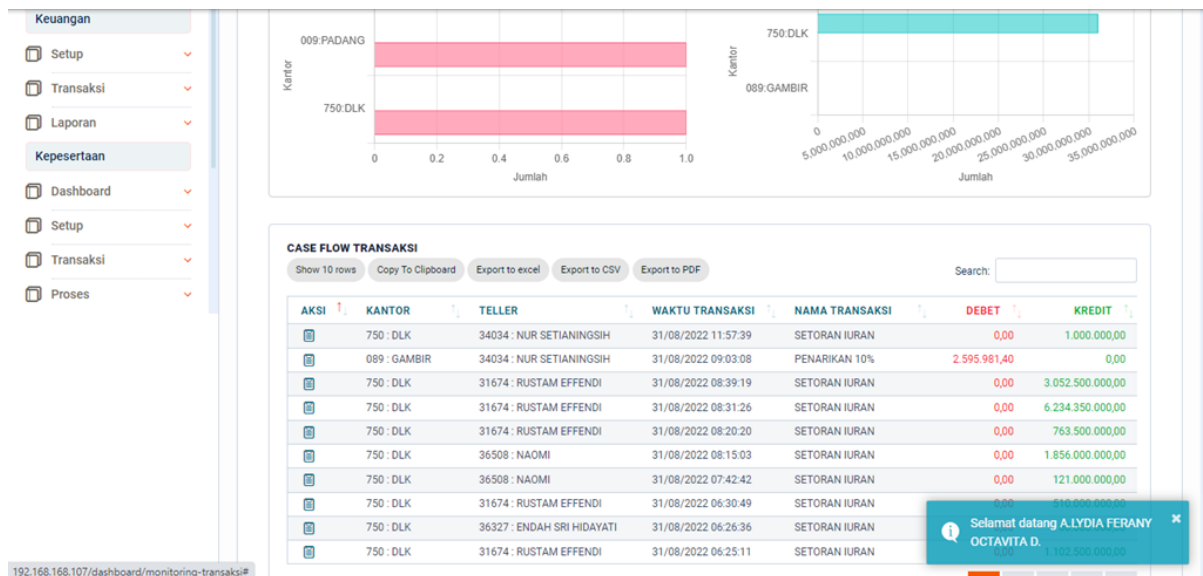 Keuangan
Setup
Transaksi
Laporan
Kepesertaan
Dashboard
Setup
Transaksi
Proses
Kantor
009:PADANG
750:DLK
0 0.2 0.4 0.6 0.8 1.0
Jumlah
Kantor
750:DLK
089:GAMBIR
0 5,000,000,000 10,000,000,000 15,000,000,000 20,000,000,000 25,000,000,000 30,000,000,000 35,000,000,000
Jumlah
CASE FLOW TRANSAKSI
Show 10 rows Copy To Clipboard Export to excel Export to CSV Export to PDF Search:
AKSI KANTOR TELLER WAKTU TRANSAKSI NAMA TRANSAKSI DEBET KREDIT
750 : DLK 34034 : NUR SETIANINGSIH 31/08/2022 11:57:39 SETORAN IURAN 0,00 1.000.000,00
089 : GAMBIR 34034 : NUR SETIANINGSIH 31/08/2022 09:03:08 PENARIKAN 10% 2.595.981,40 0,00
750 : DLK 31674 : RUSTAM EFFENDI 31/08/2022 08:39:19 SETORAN IURAN 0,00 3.052.500.000,00
750 : DLK 31674 : RUSTAM EFFENDI 31/08/2022 08:31:26 SETORAN IURAN 0,00 6.234.350.000,00
750 : DLK 31674 : RUSTAM EFFENDI 31/08/2022 08:20:20 SETORAN IURAN 0,00 763.500.000,00
750 : DLK 36508 : NAOMI 31/08/2022 08:15:03 SETORAN IURAN 0,00 1.856.000.000,00
750 : DLK 36508 : NAOMI 31/08/2022 07:42:42 SETORAN IURAN 0,00 121.000.000,00
750 : DLK 31674 : RUSTAM EFFENDI 31/08/2022 06:30:49 SETORAN IURAN 0,00
750 : DLK 36327 : ENDAH SRI HIDAYATI 31/08/2022 06:26:36 SETORAN IURAN
750 : DLK 31674 : RUSTAM EFFENDI 31/08/2022 06:25:11 SETORAN IURAN 0,00 1.102.500.000,00
Selamat datang A.LYDIA FERANY
OCTAVITA D.
192.168.168.107/dashboard/monitoring-transaksi#